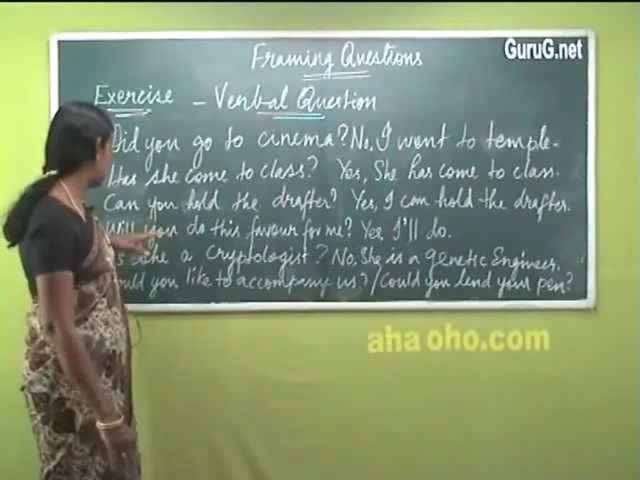 GuruG.net
Framing Questions
Exercise - Verbal Question
Did you go to cinema? No, I went to temple.
Has she come to class? Yes, She has come to class.
Can you hold the drafter? Yes, I can hold the drafter.
Will you do this favour for me? Yes, I'll do.
a cryptologist? No, She is a genetic Engineer.
you like to accompany us? / Could you lend your pen?
aha oho.com